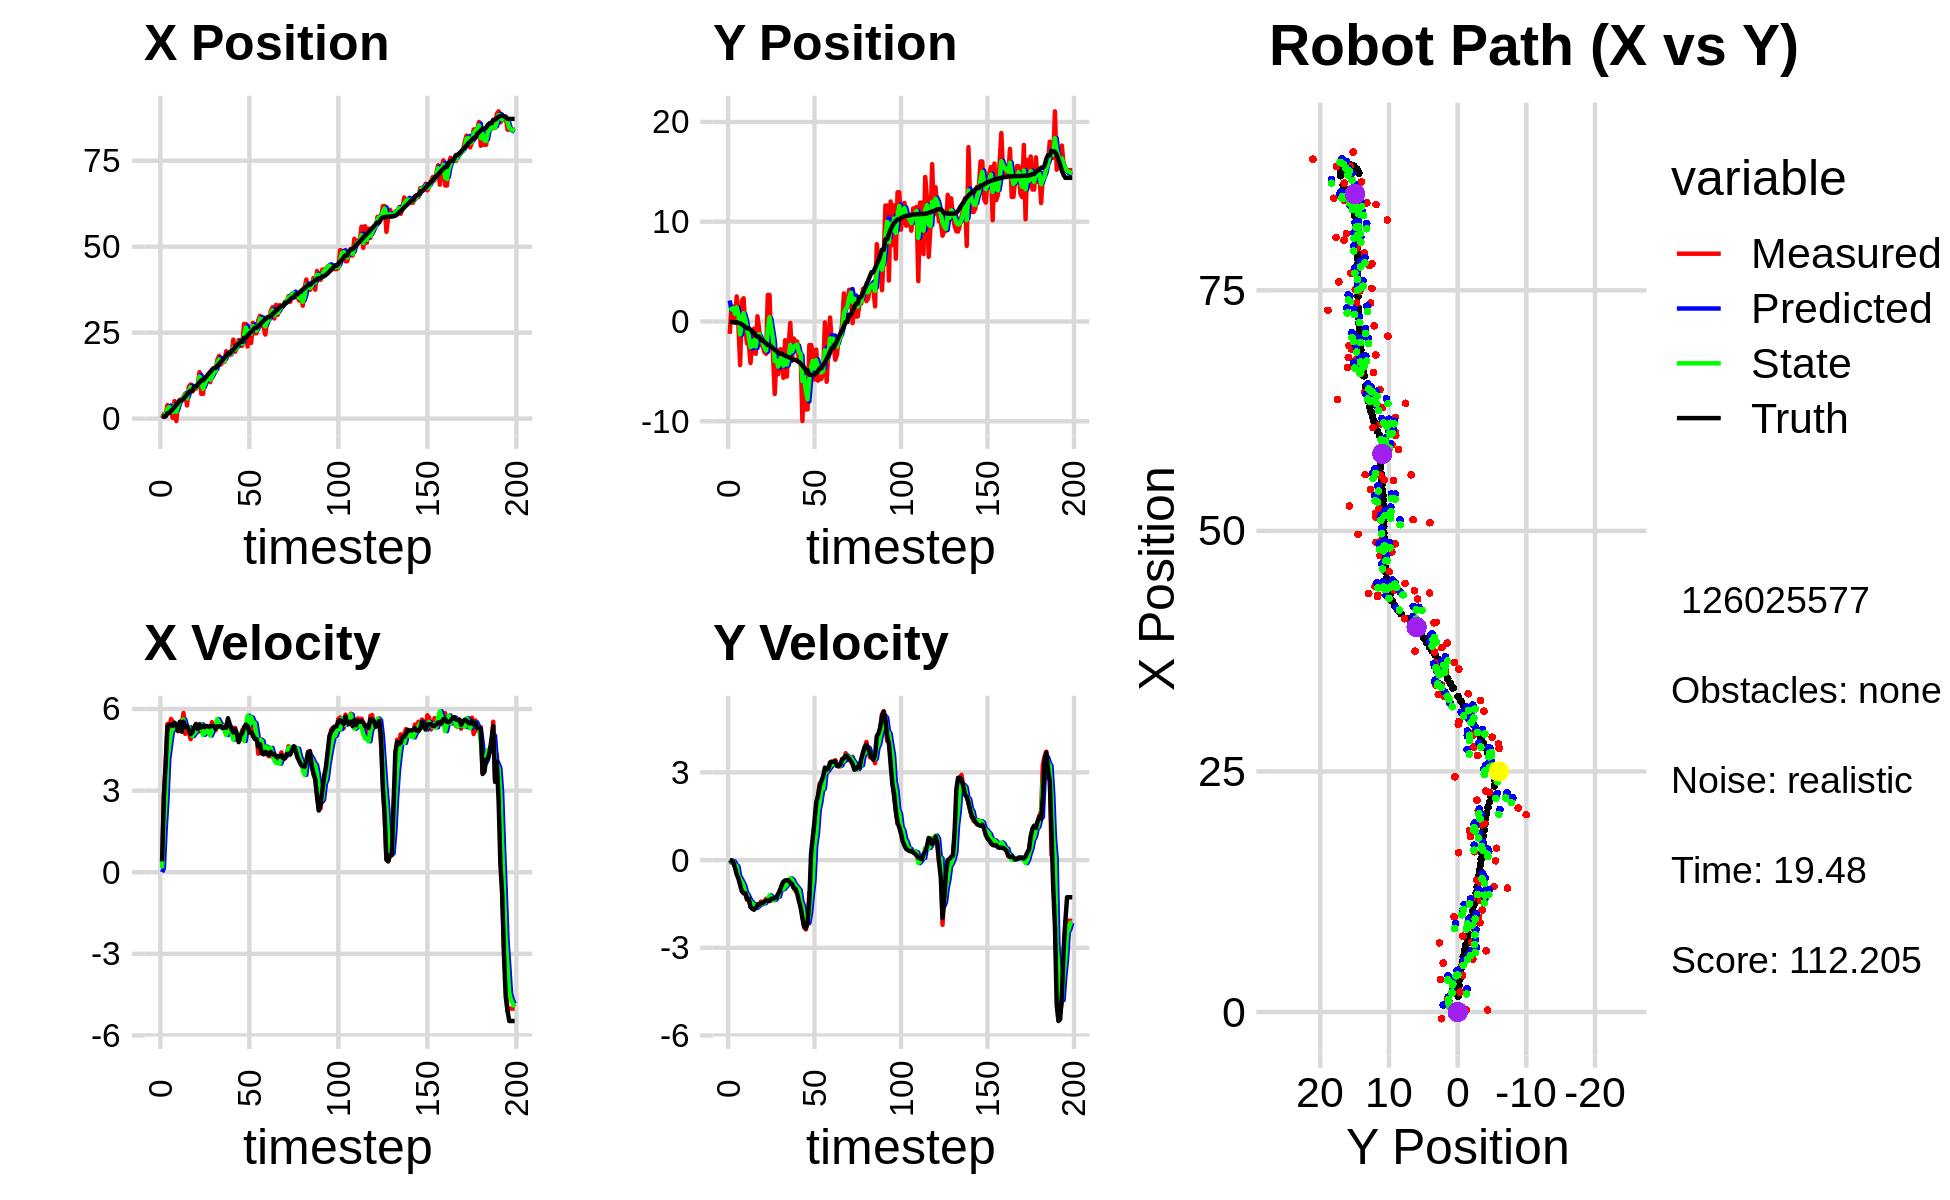 X Position
75
50
25
0
0
50
100
150
200
timestep
Y Position
20
10
0
-10
0
50
100
150
200
timestep
X Velocity
6
3
0
-3
-6
0
50
100
150
200
timestep
Y Velocity
3
0
-3
-6
0
50
100
150
200
timestep
Robot Path (X vs Y)
X Position
75
50
25
0
20
10
0
-10
-20
Y Position
variable
Measured
Predicted
State
Truth
126025577
Obstacles: none
Noise: realistic
Time: 19.48
Score: 112.205